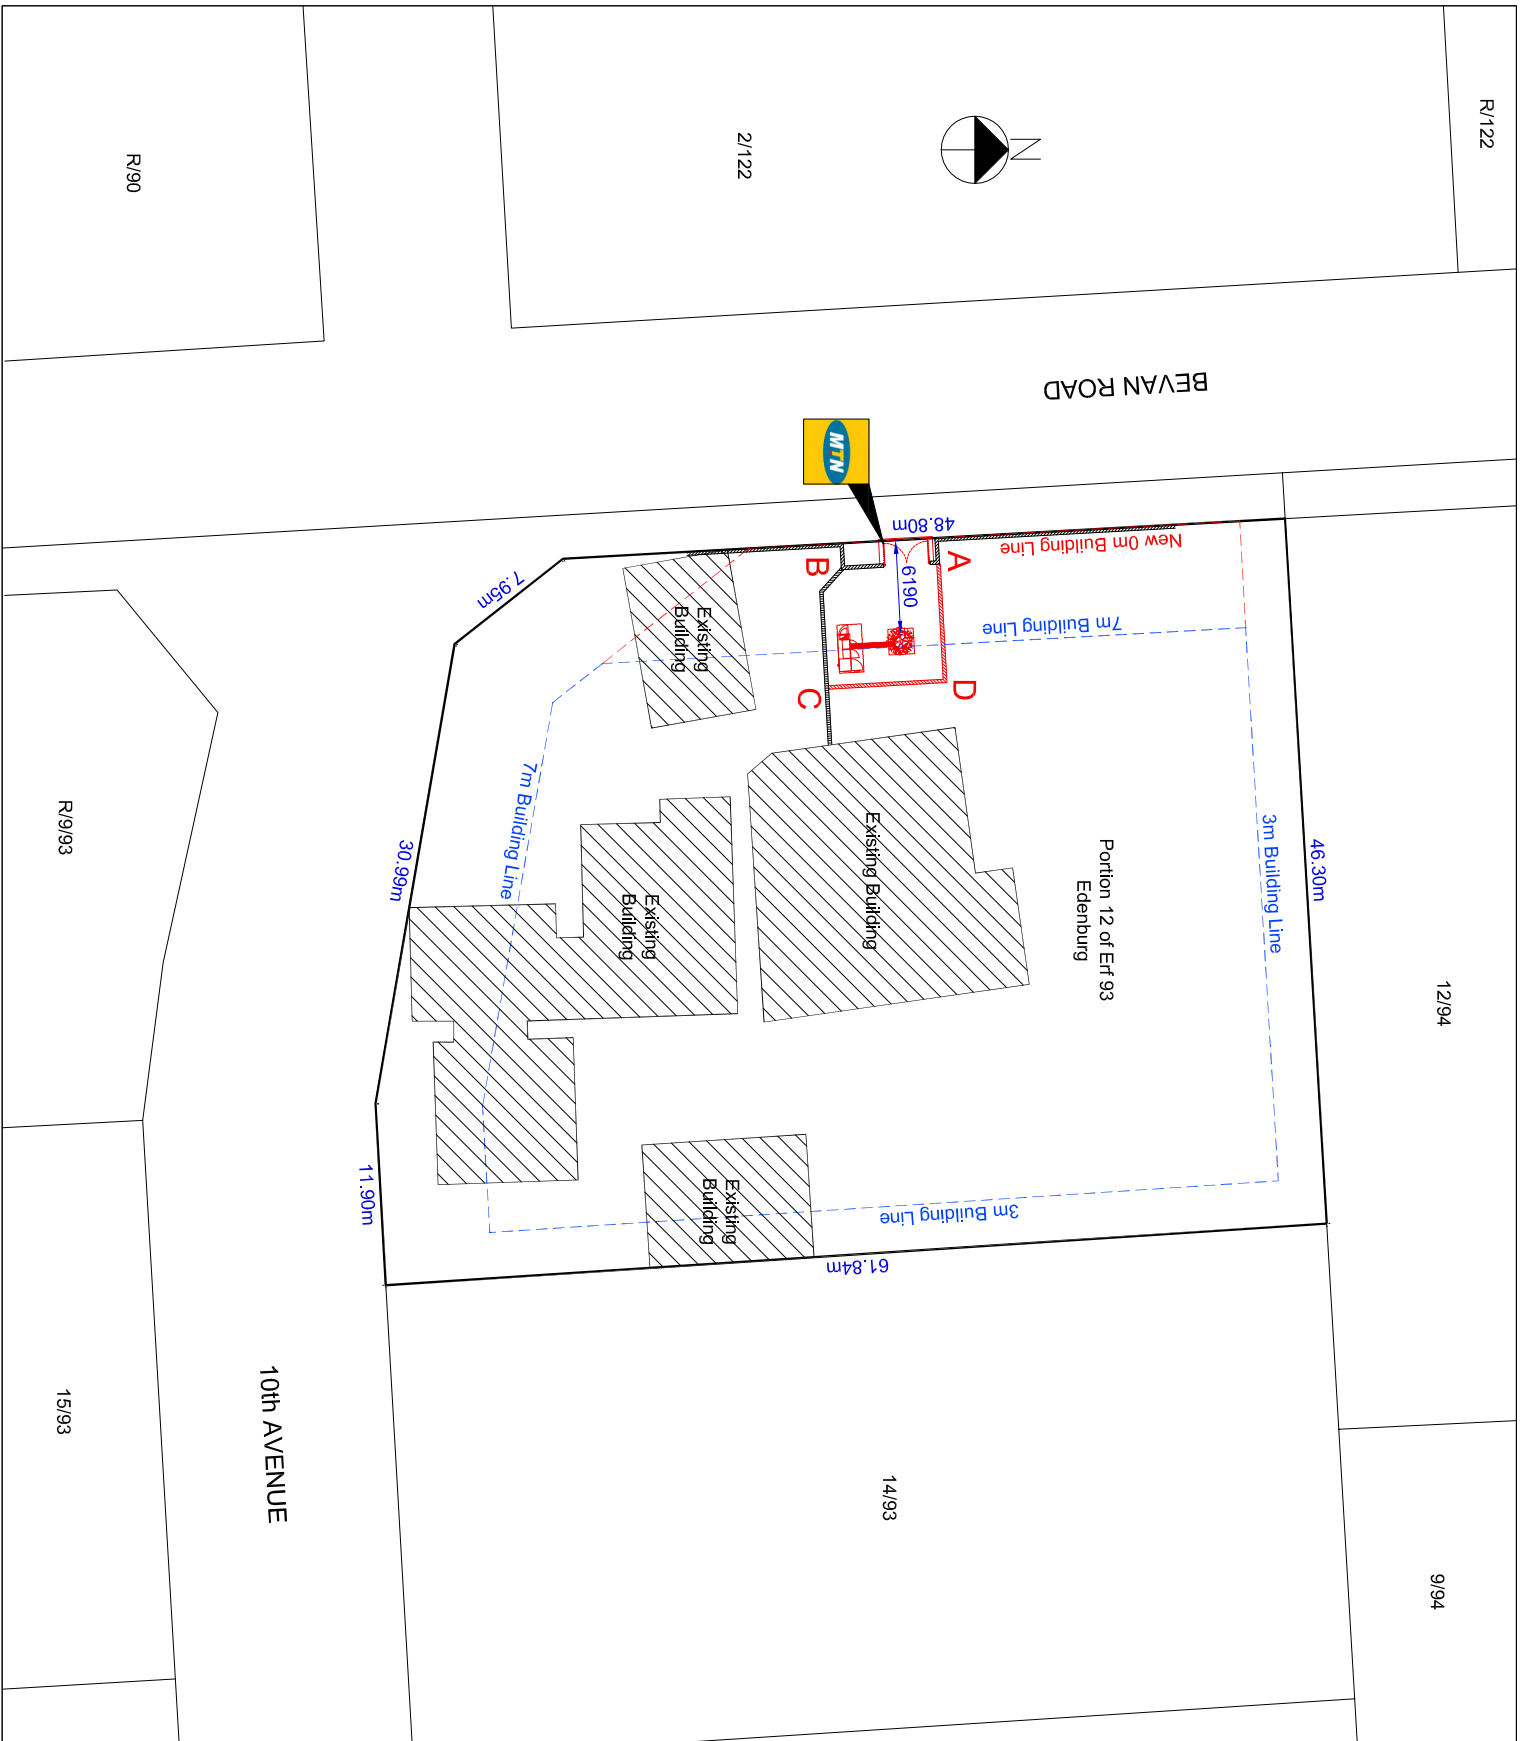 R/122
2/122
R/90
N
BEVAN ROAD
MTN
48.80m
New 0m Building Line
A
B
6190
7m Building Line
C
D
7.95m
Existing
Building
7m Building Line
30.99m
Existing
Building
Existing Building
Portion 12 of Erf 93
Edenburg
3m Building Line
46.30m
12/94
R/9/93
11.90m
Existing
Building
3m Building Line
61.84m
10th AVENUE
15/93
14/93
9/94